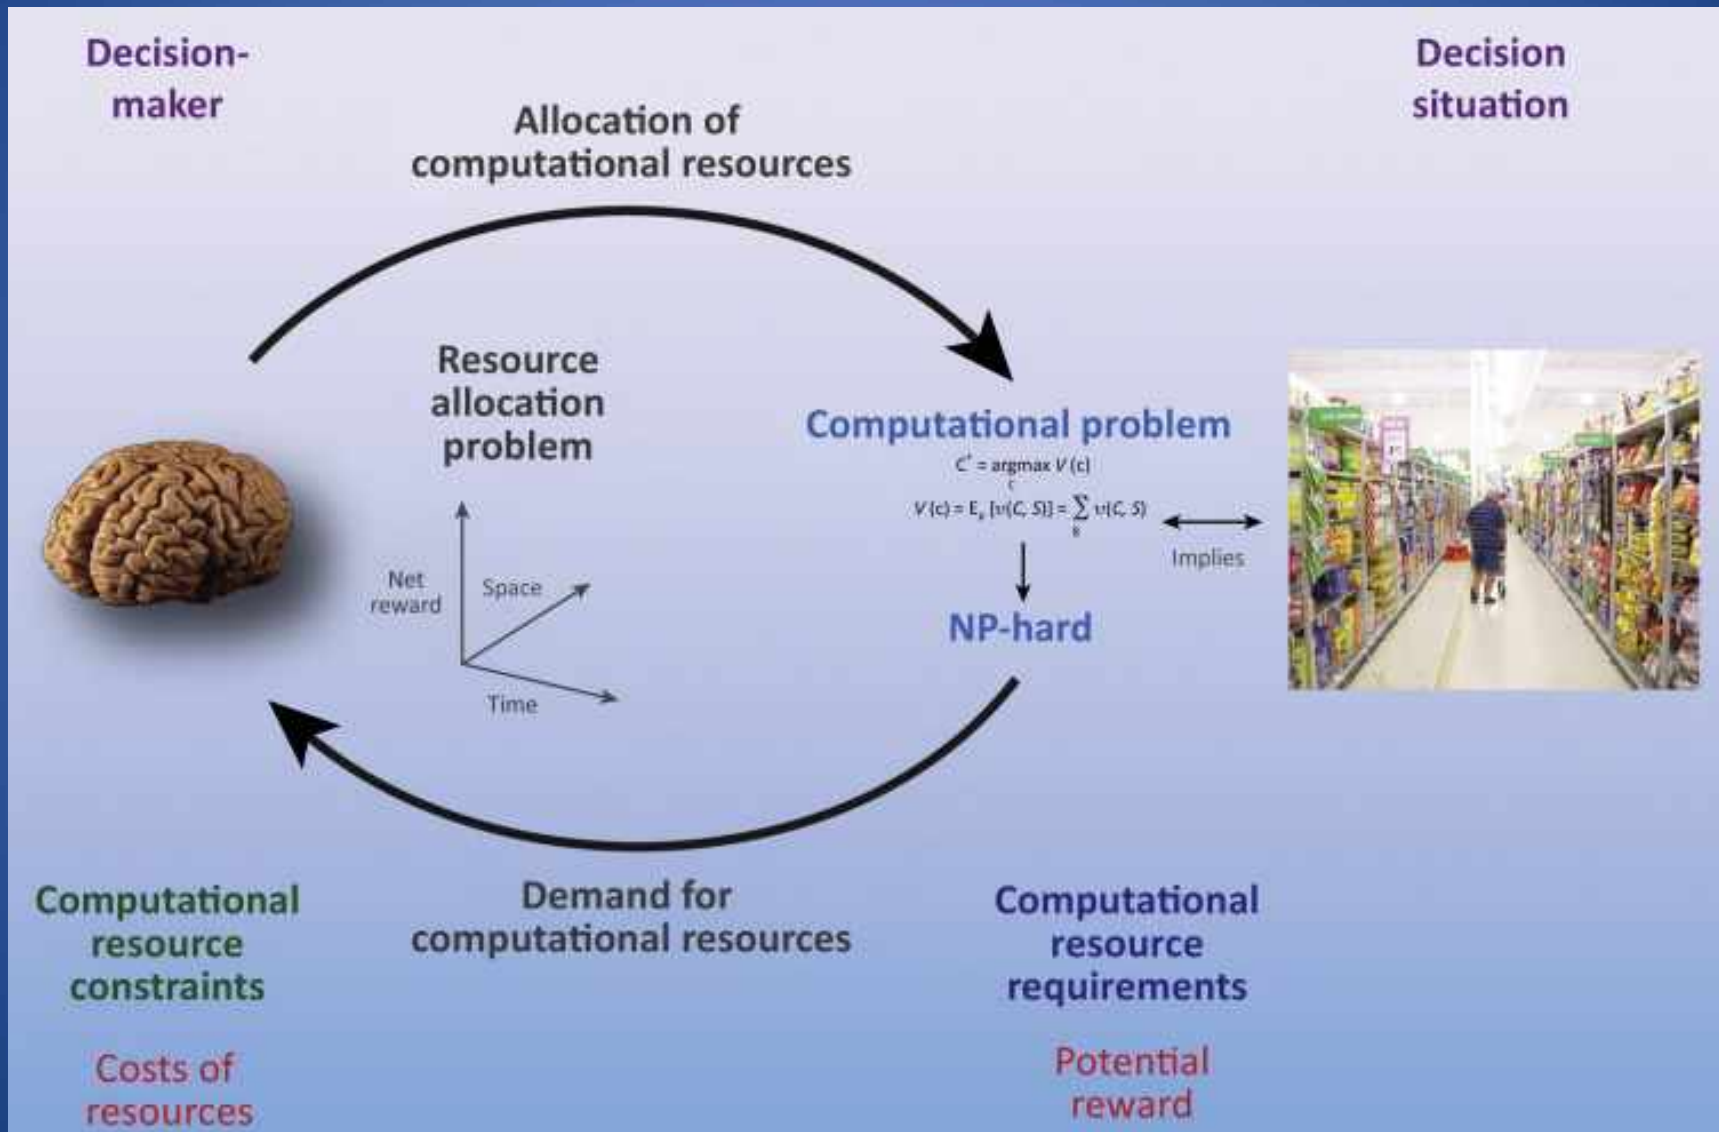 Decision-
maker
Decision
situation
Allocation of
computational resources
Resource
allocation
problem
Computational problem
C* = argmax V (c)
c
V (c) = E [υ(C, S)] = ∑ υ(C, S)
Implies
Net
reward
Space
Time
NP-hard
Computational
resource
constraints
Demand for
computational resources
Computational
resource
requirements
Costs of
resources
Potential
reward